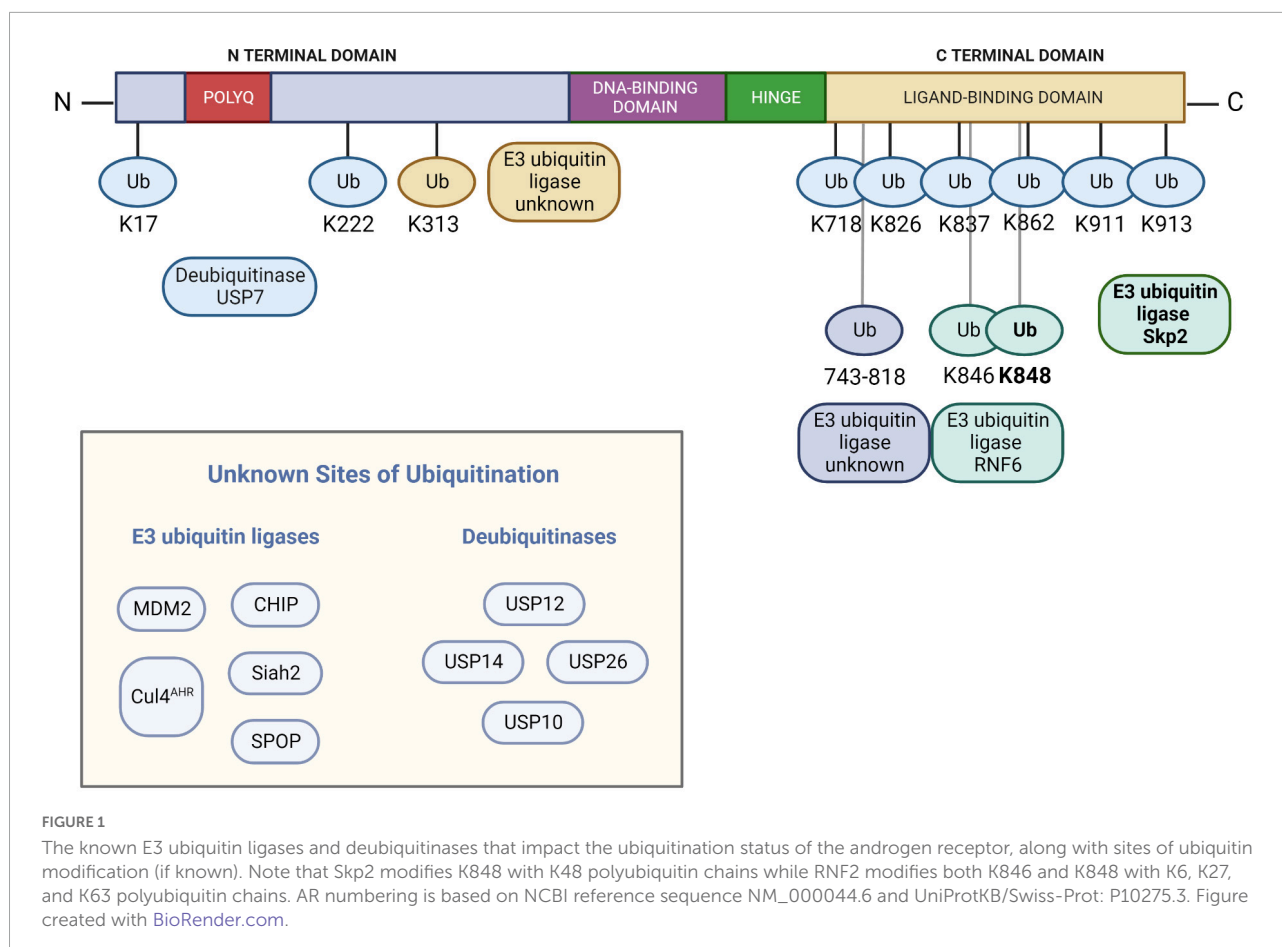 N TERMINAL DOMAIN
C TERMINAL DOMAIN
N
POLYQ
DNA-BINDING
DOMAIN
HINGE
LIGAND-BINDING DOMAIN
C
Ub
Ub
Ub
E3 ubiquitin
ligase
unknown
Ub
Ub
Ub
Ub
Ub
Ub
K17
K222
K313
K718
K826
K837
K862
K911
K913
Deubiquitinase
USP7
E3 ubiquitin
ligase
Skp2
Ub
Ub
Ub
743-818
K846
K848
E3 ubiquitin
ligase
unknown
E3 ubiquitin
ligase
RNF6
Unknown Sites of Ubiquitination
E3 ubiquitin ligases
Deubiquitinases
MDM2
CHIP
Cul4AHR
Siah2
SPOP
USP12
USP14
USP26
USP10
FIGURE 1
The known E3 ubiquitin ligases and deubiquitinases that impact the ubiquitination status of the androgen receptor, along with sites of ubiquitin
modification (if known). Note that Skp2 modifies K848 with K48 polyubiquitin chains while RNF2 modifies both K846 and K848 with K6, K27,
and K63 polyubiquitin chains. AR numbering is based on NCBI reference sequence NM_000044.6 and UniProtKB/Swiss-Prot: P10275.3. Figure
created with BioRender.com.